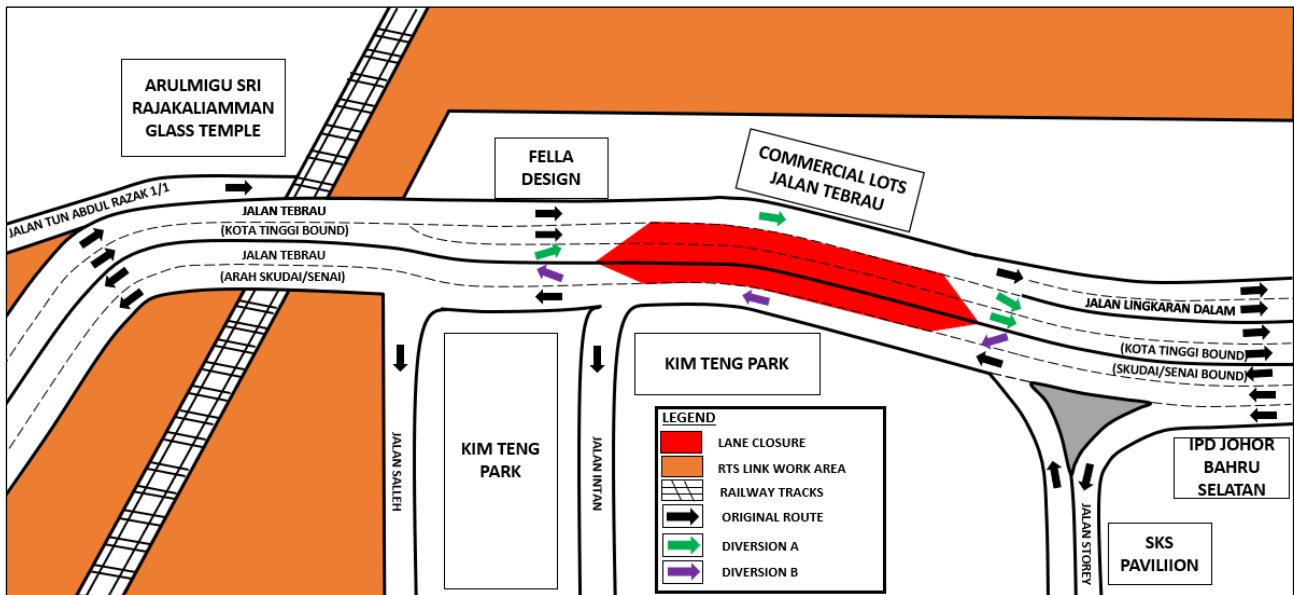 ARULMIGU SRI
RAJAKALIAMMAN
GLASS TEMPLE
FELLA
DESIGN
COMMERCIAL LOTS
JALAN TEBRAU
JALAN TUN ABDUL RAZAK 1/1
JALAN TEBRAU
(KOTA TINGGI BOUND)
JALAN TEBRAU
(ARAH SKUDAI/SENAI)
JALAN LINGKARAN DALAM
(KOTA TINGGI BOUND)
(SKUDAI/SENAI BOUND)
KIM TENG PARK
JALAN SALLEH
KIM TENG
PARK
JALAN INTAN
LEGEND
LANE CLOSURE
RTS LINK WORK AREA
RAILWAY TRACKS
ORIGINAL ROUTE
DIVERSION A
DIVERSION B
IPD JOHOR
BAHRU
SELATAN
JALAN STOREY
SKS
PAVILIION